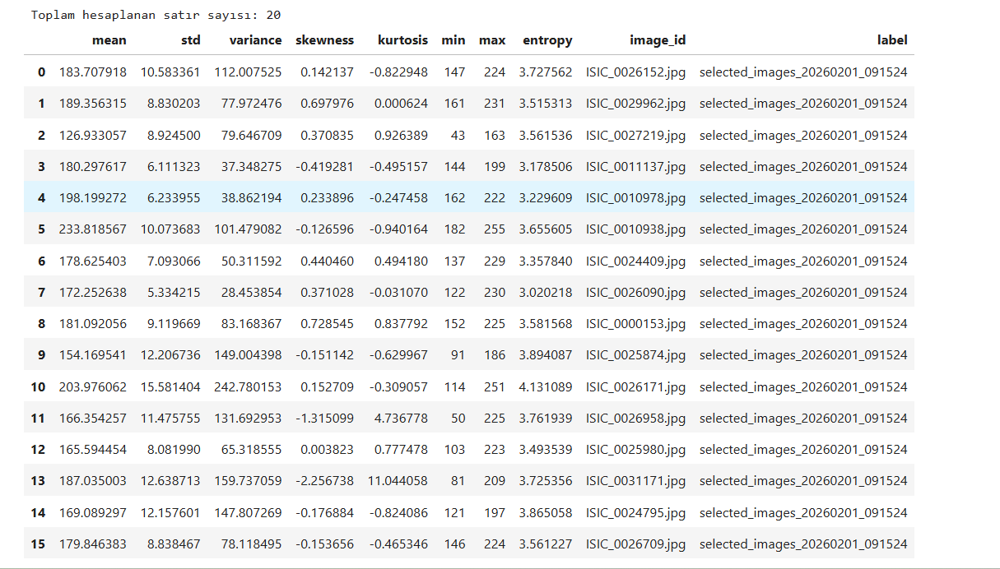 Toplam hesaplanan satır sayısı: 20
mean std variance skewness kurtosis min max entropy image_id label
0 183.707918 10.583361 112.007525 0.142137 -0.822948 147 224 3.727562 ISIC_0026152.jpg selected_images_20260201_091524
1 189.356315 8.830203 77.972476 0.697976 0.000624 161 231 3.515313 ISIC_0029962.jpg selected_images_20260201_091524
2 126.933057 8.924500 79.646709 0.370835 0.926389 43 163 3.561536 ISIC_0027219.jpg selected_images_20260201_091524
3 180.297617 6.111323 37.348275 -0.419281 -0.495157 144 199 3.178506 ISIC_0011137.jpg selected_images_20260201_091524
4 198.199272 6.233955 38.862194 0.233896 -0.247458 162 222 3.229609 ISIC_0010978.jpg selected_images_20260201_091524
5 233.818567 10.073683 101.479082 -0.126596 -0.940164 182 255 3.655605 ISIC_0010938.jpg selected_images_20260201_091524
6 178.625403 7.093066 50.311592 0.440460 0.494180 137 229 3.357840 ISIC_0024409.jpg selected_images_20260201_091524
7 172.252638 5.334215 28.453854 0.371028 -0.031070 122 230 3.020218 ISIC_0026090.jpg selected_images_20260201_091524
8 181.092056 9.119669 83.168367 0.728545 0.837792 152 225 3.581568 ISIC_0000153.jpg selected_images_20260201_091524
9 154.169541 12.206736 149.004398 -0.151142 -0.629967 91 186 3.894087 ISIC_0025874.jpg selected_images_20260201_091524
10 203.976062 15.581404 242.780153 0.152709 -0.309057 114 251 4.131089 ISIC_0026171.jpg selected_images_20260201_091524
11 166.354257 11.475755 131.692953 -1.315099 4.736778 50 225 3.761939 ISIC_0026958.jpg selected_images_20260201_091524
12 165.594454 8.081990 65.318555 0.003823 0.777478 103 223 3.493539 ISIC_0025980.jpg selected_images_20260201_091524
13 187.035003 12.638713 159.737059 -2.256738 11.044058 81 209 3.725356 ISIC_0031171.jpg selected_images_20260201_091524
14 169.089297 12.157601 147.807269 -0.176884 -0.824086 121 197 3.865058 ISIC_0024795.jpg selected_images_20260201_091524
15 179.846383 8.838467 78.118495 -0.153656 -0.465346 146 224 3.561227 ISIC_0026709.jpg selected_images_20260201_091524